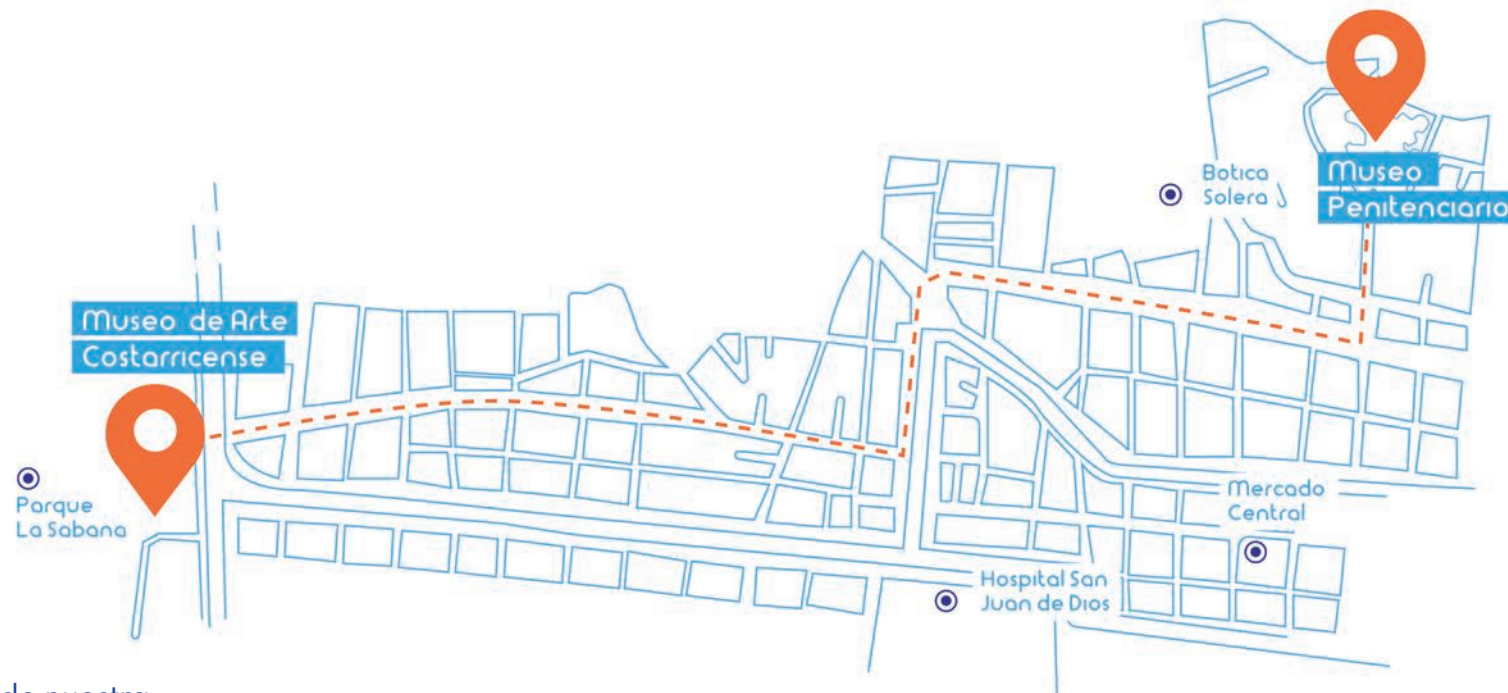 Botica
Solera
Museo
Penitenciario
Museo de Arte
Costarricense
Parque
La Sabana
Mercado
Central
Hospital San
Juan de Dios